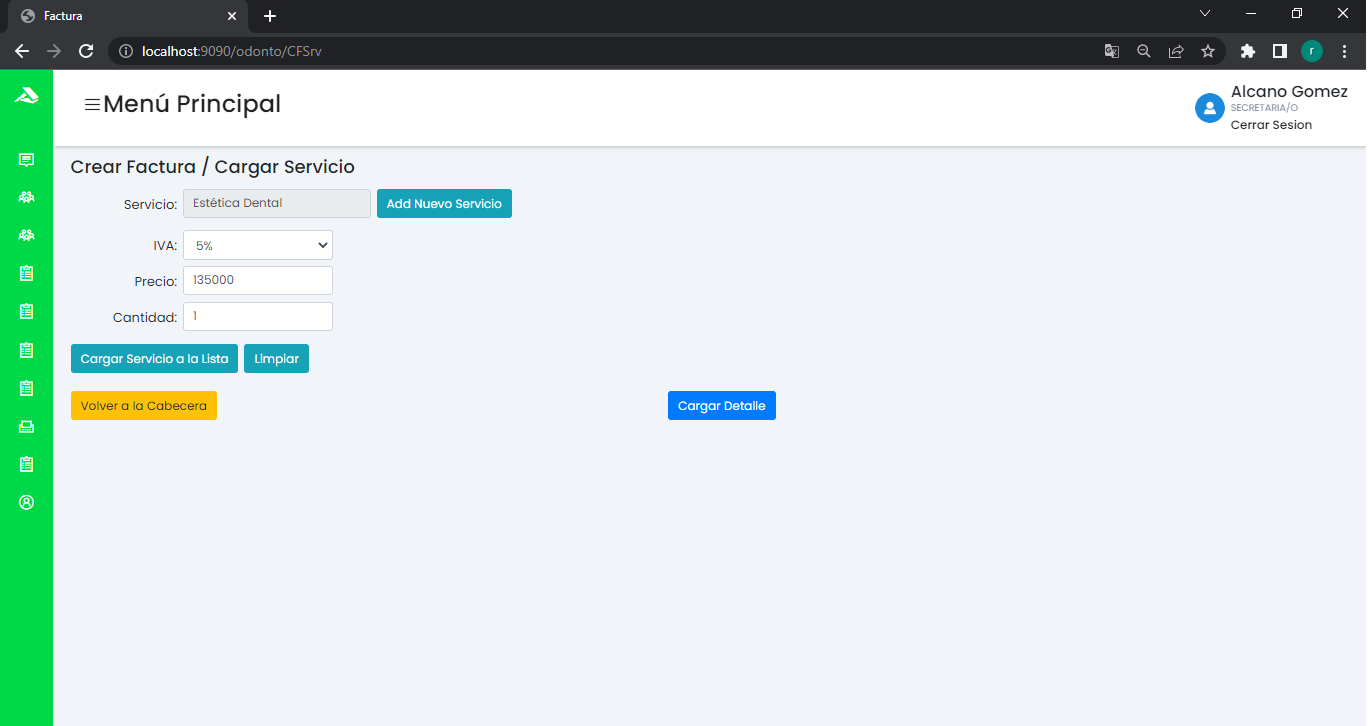 Factura
localhost:9090/odonto/CFSrv
r
Menú Principal
Alcano Gomez
SECRETARIA/O
Cerrar Sesion
Crear Factura / Cargar Servicio
Servicio: Estética Dental Add Nuevo Servicio
IVA: 5%
Precio: 135000
Cantidad: 1
Cargar Servicio a la Lista Limpiar
Volver a la Cabecera Cargar Detalle